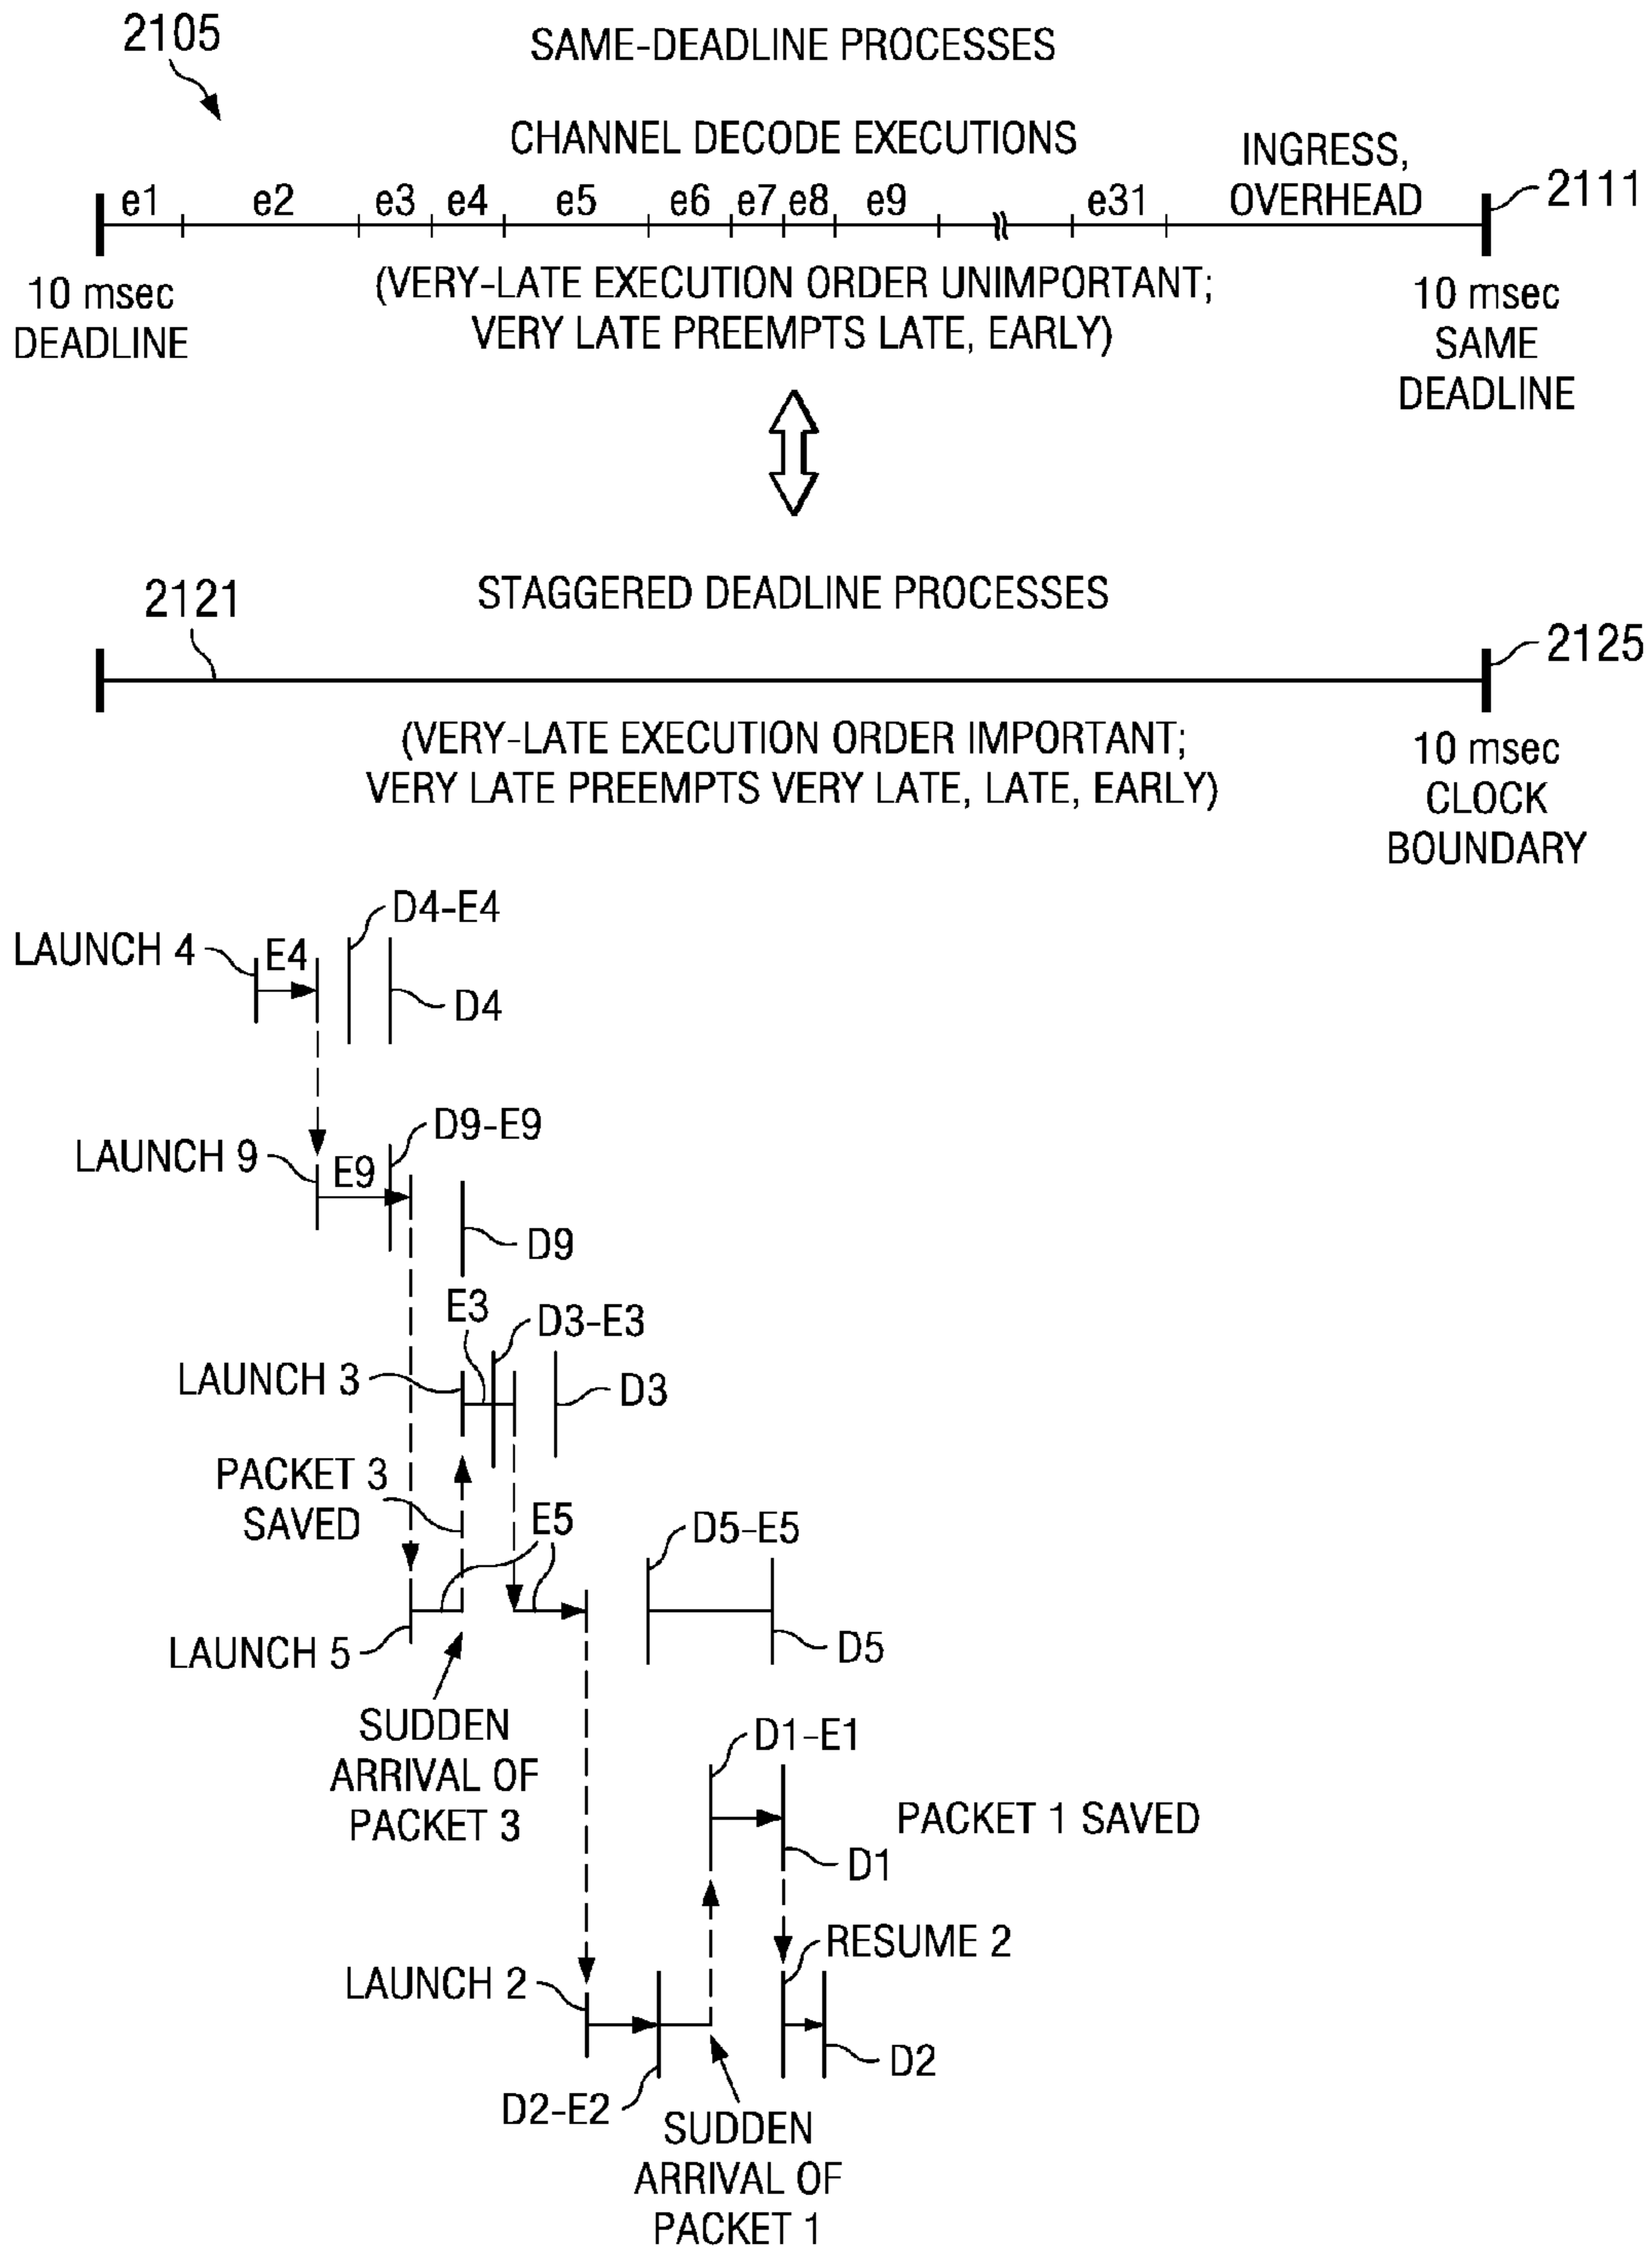 2105
SAME-DEADLINE PROCESSES
CHANNEL DECODE EXECUTIONS
INGRESS,
OVERHEAD
e1 e2 e3 e4 e5 e6 e7 e8 e9 e31
2111
10 msec
DEADLINE
(VERY-LATE EXECUTION ORDER UNIMPORTANT;
VERY LATE PREEMPTS LATE, EARLY)
10 msec
SAME
DEADLINE
2121
STAGGERED DEADLINE PROCESSES
2125
(VERY-LATE EXECUTION ORDER IMPORTANT;
VERY LATE PREEMPTS VERY LATE, LATE, EARLY)
10 msec
CLOCK
BOUNDARY
LAUNCH 4
E4
D4-E4
D4
LAUNCH 9
E9
D9-E9
D9
E3
D3-E3
LAUNCH 3
D3
PACKET 3
SAVED
E5
D5-E5
LAUNCH 5
D5
SUDDEN
ARRIVAL OF
PACKET 3
D1-E1
PACKET 1 SAVED
D1
RESUME 2
LAUNCH 2
D2
D2-E2
SUDDEN
ARRIVAL OF
PACKET 1